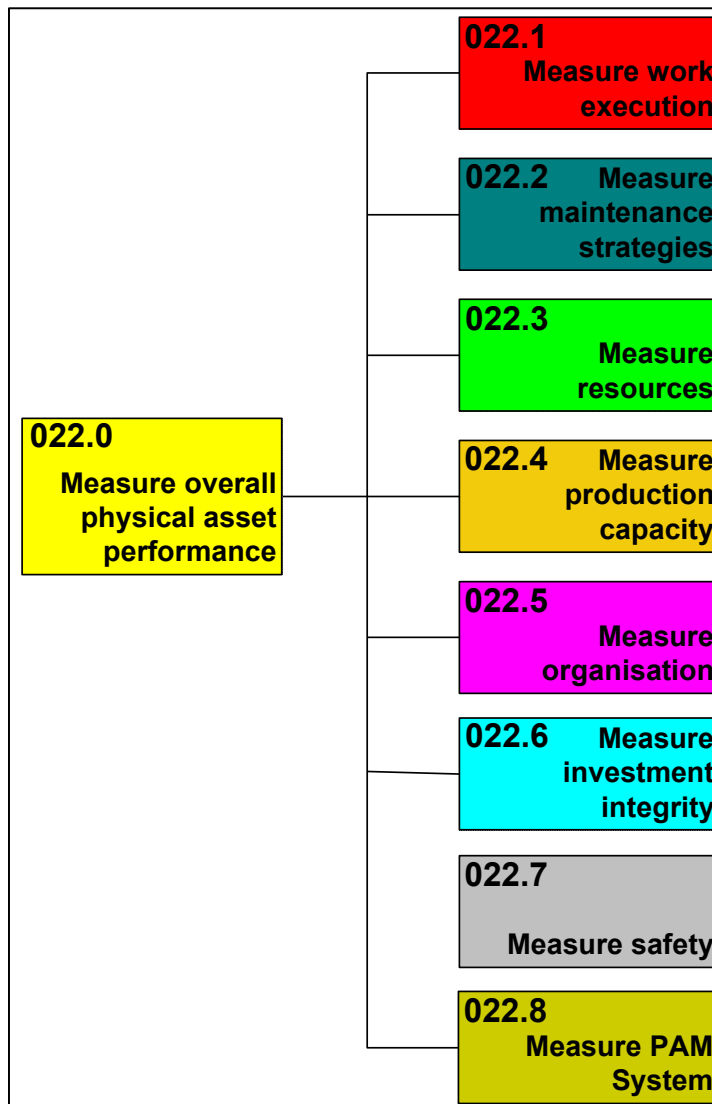 022.1
Measure work
execution
022.2 Measure
maintenance
strategies
022.3
Measure
resources
022.0
Measure overall
physical asset
performance
022.4 Measure
production
capacity
022.5
Measure
organisation
022.6 Measure
investment
integrity
022.7
Measure safety
022.8
Measure PAM
System